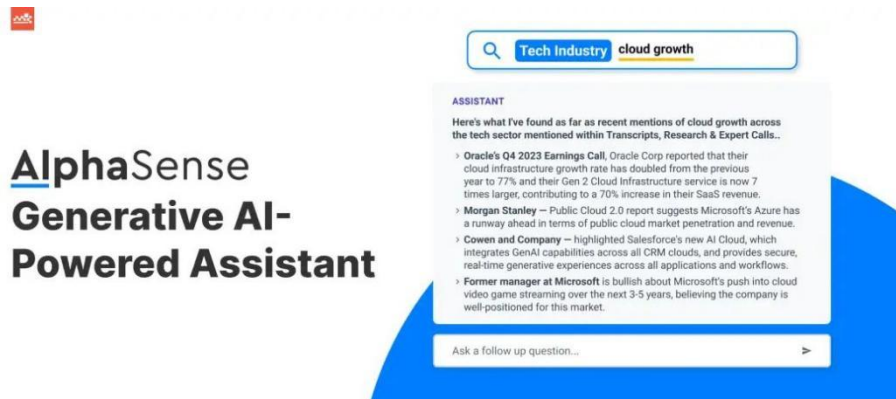 AlphaSense
Generative AI-
Powered Assistant
Tech Industry cloud growth
ASSISTANT
Here's what I've found as far as recent mentions of cloud growth across
the tech sector mentioned within Transcripts, Research & Expert Calls..
> Oracle's Q4 2023 Earnings Call, Oracle Corp reported that their
cloud infrastructure growth rate has doubled from the previous
year to 77% and their Gen 2 Cloud Infrastructure service is now 7
times larger, contributing to a 70% increase in their SaaS revenue.
> Morgan Stanley — Public Cloud 2.0 report suggests Microsoft's Azure has
a runway ahead in terms of public cloud market penetration and revenue.
> Cowen and Company — highlighted Salesforce's new AI Cloud, which
integrates GenAI capabilities across all CRM clouds, and provides secure,
real-time generative experiences across all applications and workflows.
> Former manager at Microsoft is bullish about Microsoft's push into cloud
video game streaming over the next 3-5 years, believing the company is
well-positioned for this market.
Ask a follow up question...